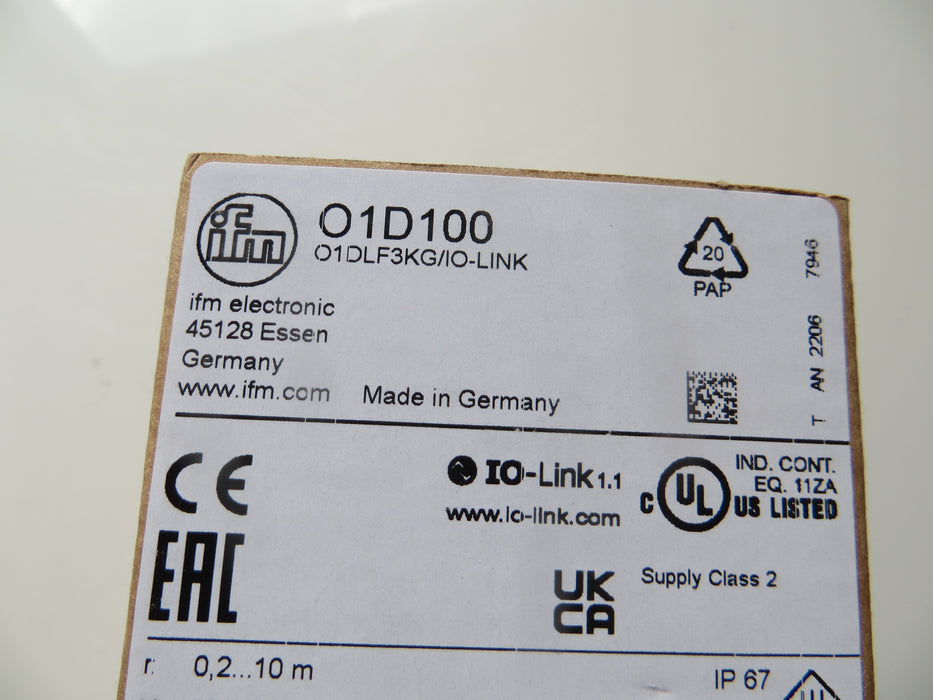 ifm
O1D100
O1DLF3KG/IO-LINK
ifm electronic
45128 Essen
Germany
www.ifm.com
Made in Germany
20
PAP
T AN 2206 7946
CE
IO-Link 1.1
www.io-link.com
C UL US LISTED
IND. CONT.
EQ. 11ZA
EAC
UK
CA
Supply Class 2
r: 0,2...10 m
IP 67